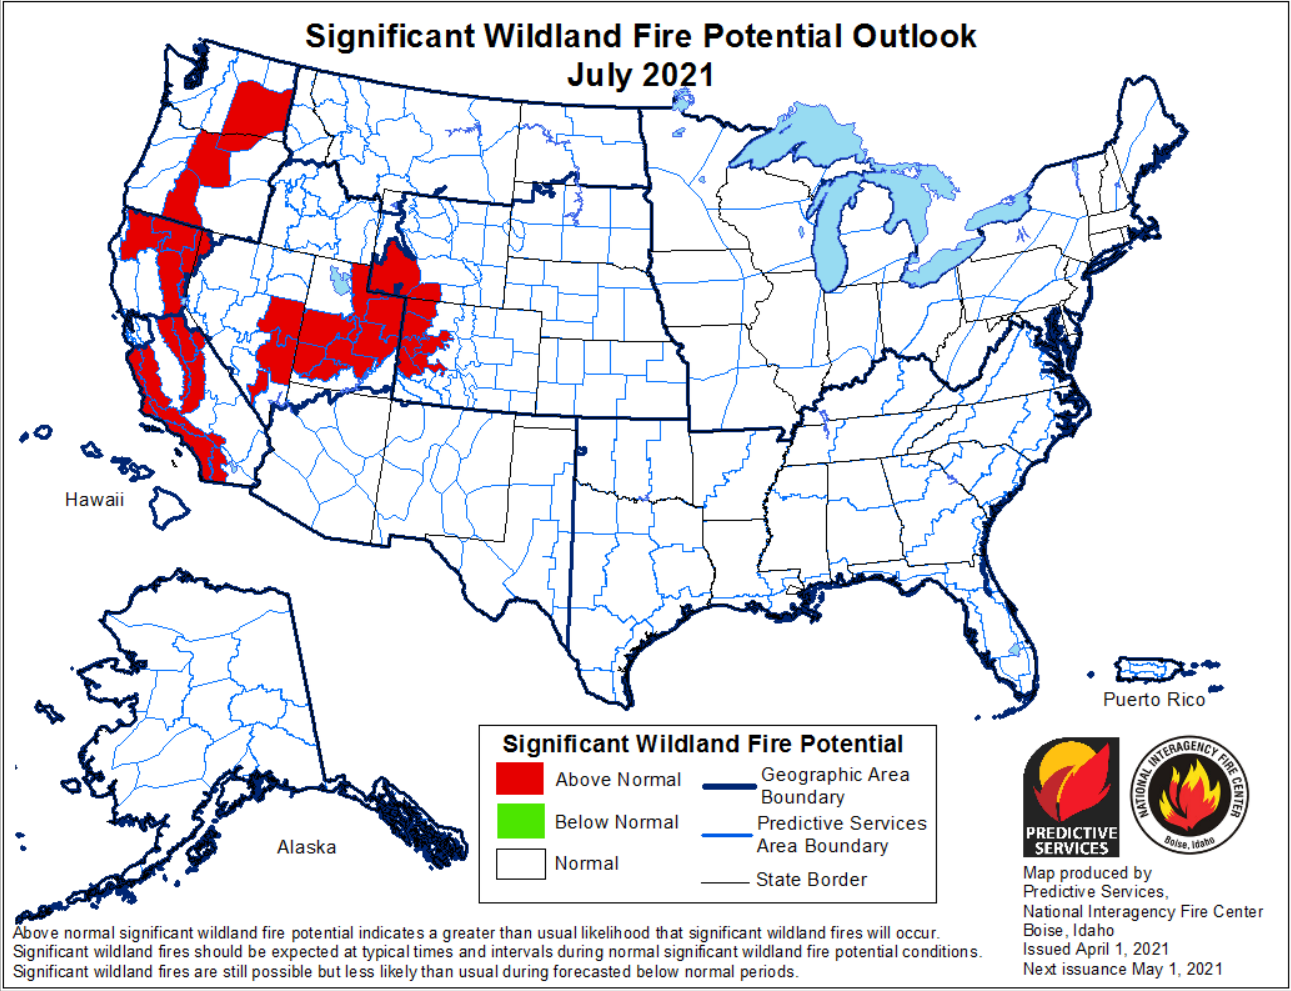 Significant Wildland Fire Potential Outlook
July 2021
Hawaii
Alaska
Puerto Rico
Significant Wildland Fire Potential
Above Normal
Below Normal
Normal
Geographic Area
Boundary
Predictive Services
Area Boundary
State Border
PREDICTIVE
SERVICES
NATIONAL INTERAGENCY FIRE CENTER
Boise, Idaho
Map produced by
Predictive Services,
National Interagency Fire Center
Boise, Idaho
Issued April 1, 2021
Next issuance May 1, 2021
Above normal significant wildland fire potential indicates a greater than usual likelihood that significant wildland fires will occur.
Significant wildland fires should be expected at typical times and intervals during normal significant wildland fire potential conditions.
Significant wildland fires are still possible but less likely than usual during forecasted below normal periods.